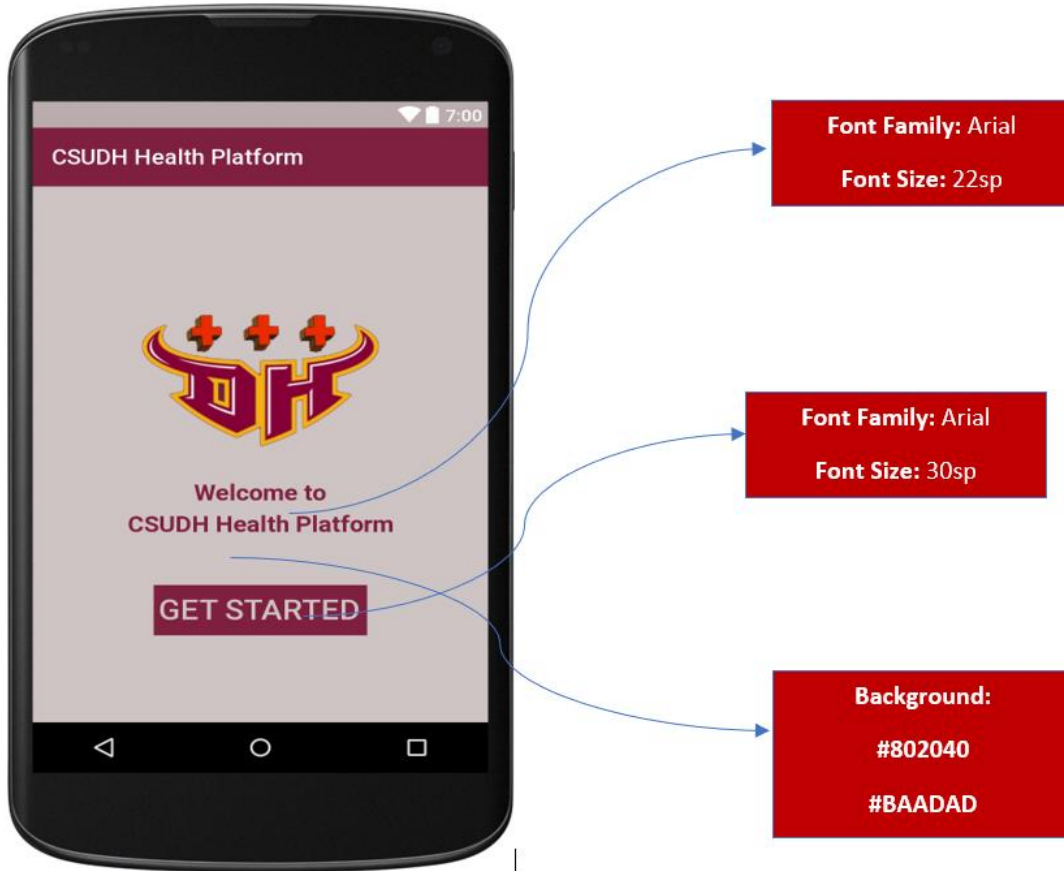 7:00
CSUDH Health Platform
DH
Welcome to
CSUDH Health Platform
GET STARTED
Font Family: Arial
Font Size: 22sp
Font Family: Arial
Font Size: 30sp
Background:
#802040
#BAADAD